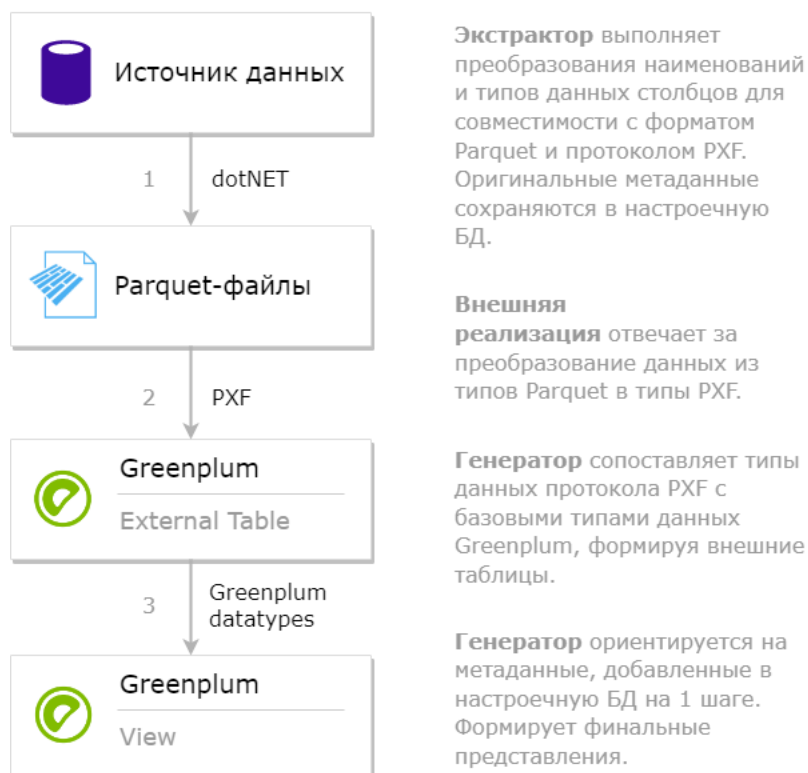 Источник данных
1
dotNET
Parquet-файлы
2
PXF
Greenplum
External Table
3
Greenplum
datatypes
Greenplum
View
Экстрактор выполняет
преобразования наименований
и типов данных столбцов для
совместимости с форматом
Parquet и протоколом PXF.
Оригинальные метаданные
сохраняются в настроечную
БД.
Внешняя
реализация отвечает за
преобразование данных из
типов Parquet в типы PXF.
Генератор сопоставляет типы
данных протокола PXF с
базовыми типами данных
Greenplum, формируя внешние
таблицы.
Генератор ориентируется на
метаданные, добавленные в
настроечную БД на 1 шаге.
Формирует финальные
представления.